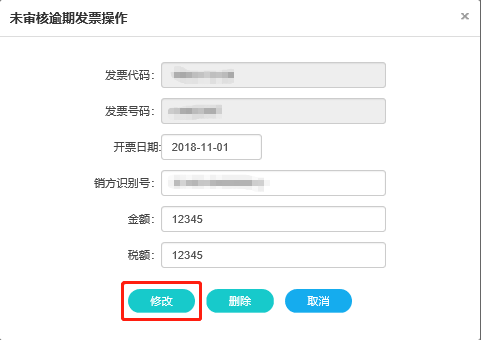 未审核逾期发票操作 ×
发票代码：
发票号码：
开票日期: 2018-11-01
销方识别号：
金额： 12345
税额： 12345
修改 删除 取消